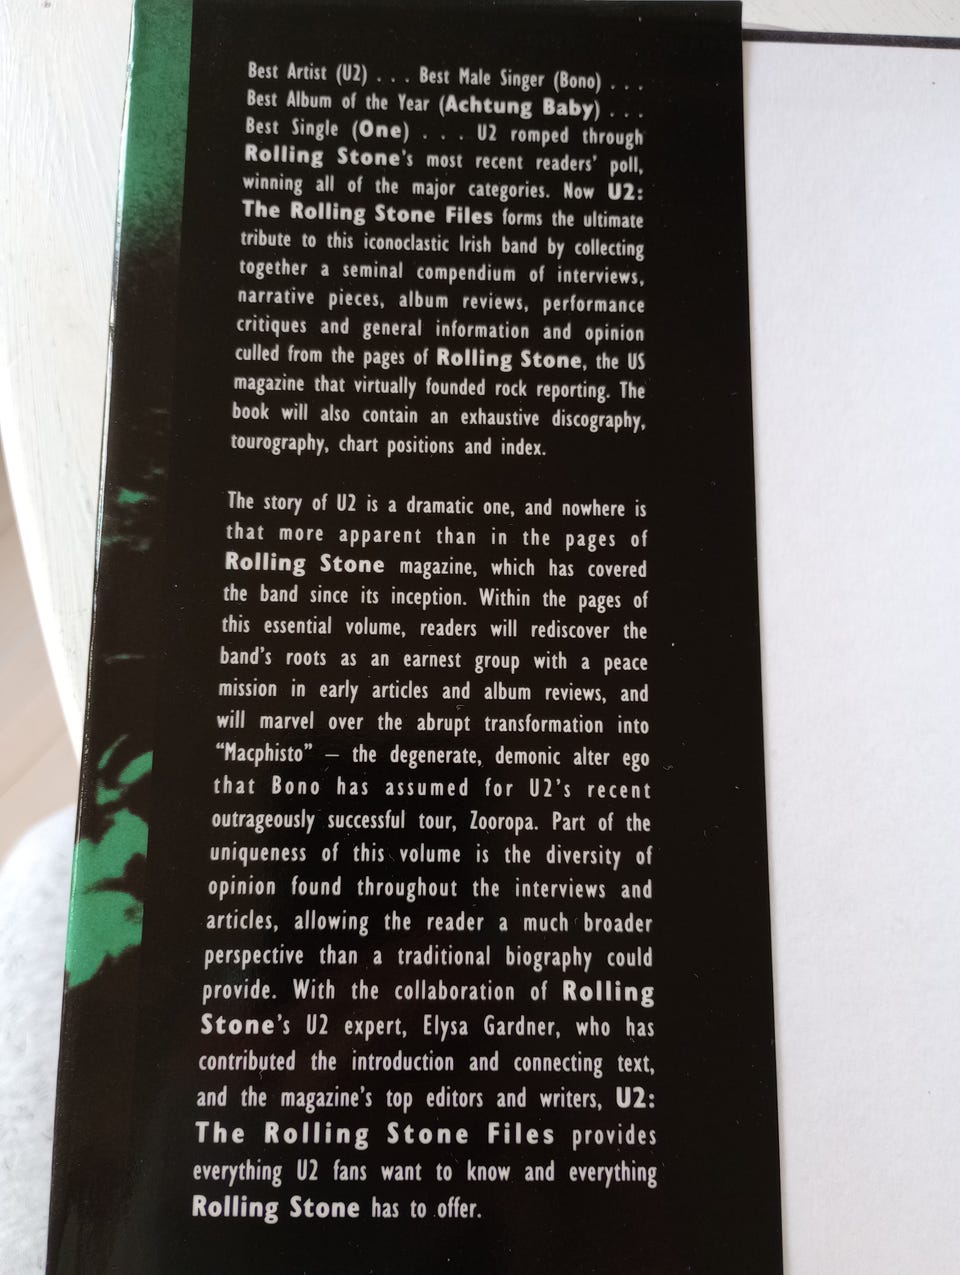 Best Artist (U2) . . . Best Male Singer (Bono) . . .
Best Album of the Year (Achtung Baby) . . .
Best Single (One) . . . U2 romped through
Rolling Stone's most recent readers' poll,
winning all of the major categories. Now U2:
The Rolling Stone Files forms the ultimate
tribute to this iconoclastic Irish band by collecting
together a seminal compendium of interviews,
narrative pieces, album reviews, performance
critiques and general information and opinion
culled from the pages of Rolling Stone, the US
magazine that virtually founded rock reporting. The
book will also contain an exhaustive discography,
tourography, chart positions and index.
The story of U2 is a dramatic one, and nowhere is
that more apparent than in the pages of
Rolling Stone magazine, which has covered
the band since its inception. Within the pages of
this essential volume, readers will rediscover the
band's roots as an earnest group with a peace
mission in early articles and album reviews, and
will marvel over the abrupt transformation into
“Macphisto” – the degenerate, demonic alter ego
that Bono has assumed for U2's recent
outrageously successful tour, Zooropa. Part of the
uniqueness of this volume is the diversity of
opinion found throughout the interviews and
articles, allowing the reader a much broader
perspective than a traditional biography could
provide. With the collaboration of Rolling
Stone's U2 expert, Elysa Gardner, who has
contributed the introduction and connecting text,
and the magazine's top editors and writers, U2:
The Rolling Stone Files provides
everything U2 fans want to know and everything
Rolling Stone has to offer.